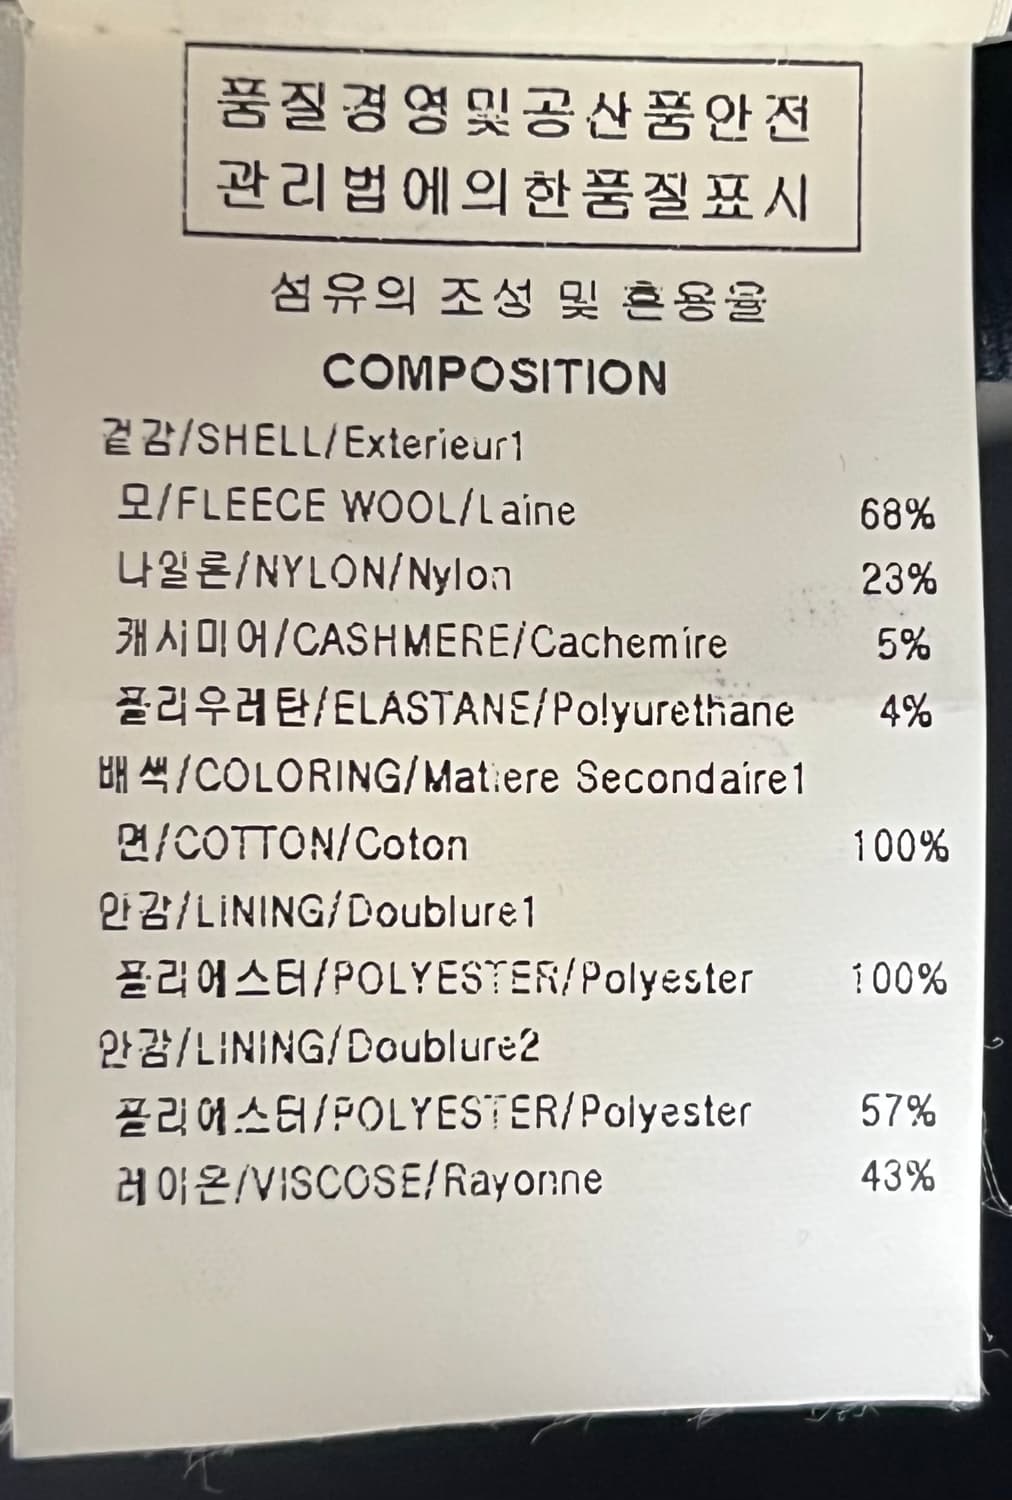 품질경영및공산품안전
관리법에의한품질표시
섬유의 조성 및 혼용율
COMPOSITION
겉감/SHELL/Exterieur1
모/FLEECE WOOL/Laine 68%
나일론/NYLON/Nylon 23%
캐시미어/CASHMERE/Cachemire 5%
폴리우레탄/ELASTANE/Polyurethane 4%
배색/COLORING/Matiere Secondaire1
면/COTTON/Coton 100%
안감/LINING/Doublure1
폴리에스터/POLYESTER/Polyester 100%
안감/LINING/Doublure2
폴리에스터/POLYESTER/Polyester 57%
레이온/VISCOSE/Rayonne 43%